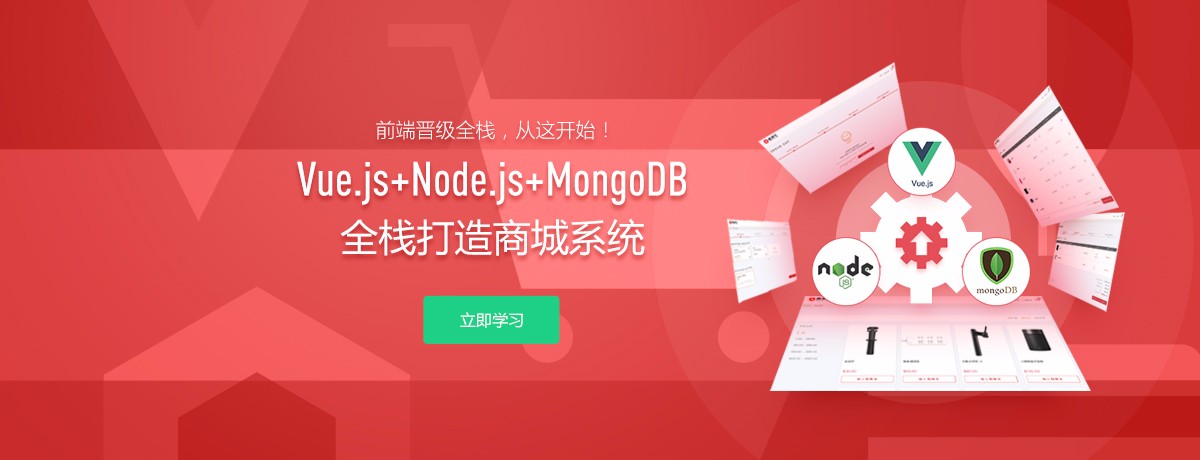 前端晋级全栈，从这开始！
Vue.js+Node.js+MongoDB
全栈打造商城系统
立即学习
Vue.js
node
JS
mongoDB